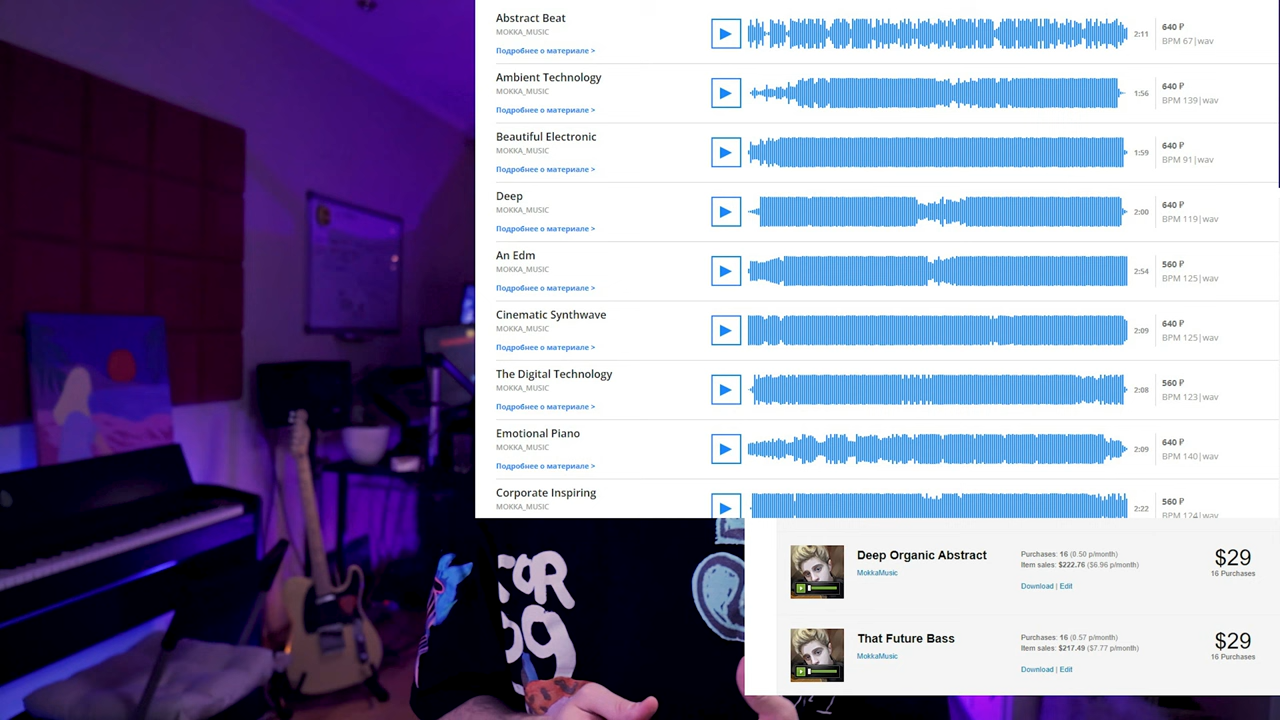 Abstract Beat
MOKKA_MUSIC
Подробнее о материале >
2:11
640 ₽
BPM 67|wav
Ambient Technology
MOKKA_MUSIC
Подробнее о материале >
1:56
640 ₽
BPM 139|wav
Beautiful Electronic
MOKKA_MUSIC
Подробнее о материале >
1:59
640 ₽
BPM 91|wav
Deep
MOKKA_MUSIC
Подробнее о материале >
2:00
640 ₽
BPM 119|wav
An Edm
MOKKA_MUSIC
Подробнее о материале >
2:54
560 ₽
BPM 125|wav
Cinematic Synthwave
MOKKA_MUSIC
Подробнее о материале >
2:09
640 ₽
BPM 125|wav
The Digital Technology
MOKKA_MUSIC
Подробнее о материале >
2:08
560 ₽
BPM 123|wav
Emotional Piano
MOKKA_MUSIC
Подробнее о материале >
2:09
640 ₽
BPM 140|wav
Corporate Inspiring
MOKKA_MUSIC
2:22
560 ₽
BPM 124|wav
Deep Organic Abstract
MokkaMusic
Purchases: 16 (0.50 p/month)
Item sales: $222.76 ($6.96 p/month)
Download | Edit
$29
16 Purchases
That Future Bass
MokkaMusic
Purchases: 16 (0.57 p/month)
Item sales: $217.49 ($7.77 p/month)
Download | Edit
$29
16 Purchases